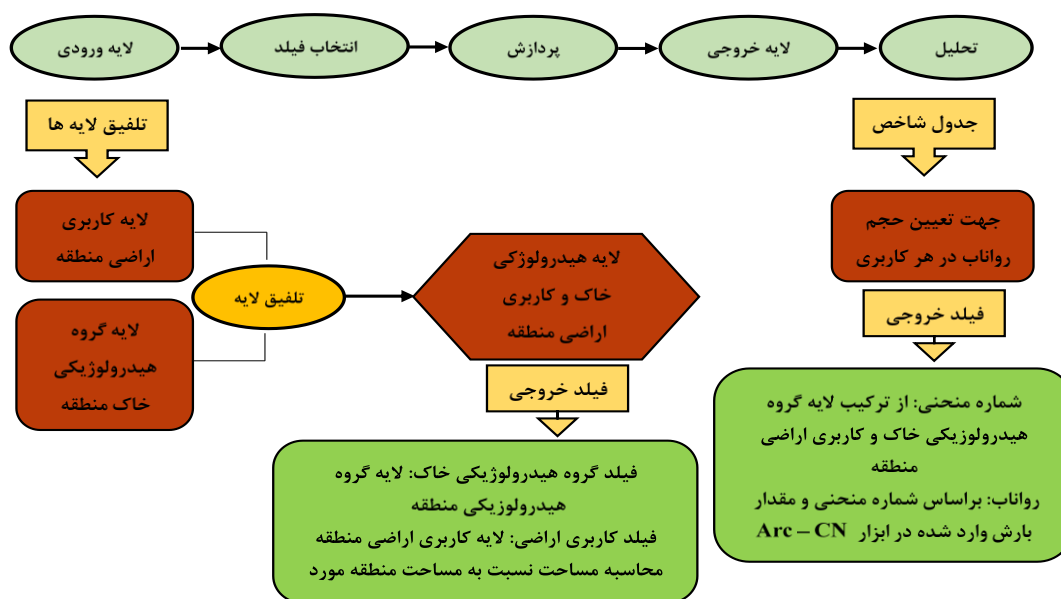 لایه ورودی
انتخاب فیلد
پردازش
لایه خروجی
تحلیل
تلفیق لایه ها
جدول شاخص
لایه کاربری
اراضی منطقه
لایه گروه
هیدرولوژیکی
خاک منطقه
تلفیق لایه
لایه هیدرولوژکی
خاک و کاربری
اراضی منطقه
فیلد خروجی
فیلد گروه هیدرولوژیکی خاک: لایه گروه
هیدرولوزیکی منطقه
فیلد کاربری اراضی: لایه کاربری اراضی منطقه
محاسبه مساحت نسبت به مساحت منطقه مورد
جهت تعیین حجم
رواناب در هر کاربری
فیلد خروجی
شماره منحنی: از ترکیب لایه گروه
هیدرولوزیکی خاک و کاربری اراضی
منطقه
رواناب: براساس شماره منحنی و مقدار
بارش وارد شده در ابزار Arc – CN